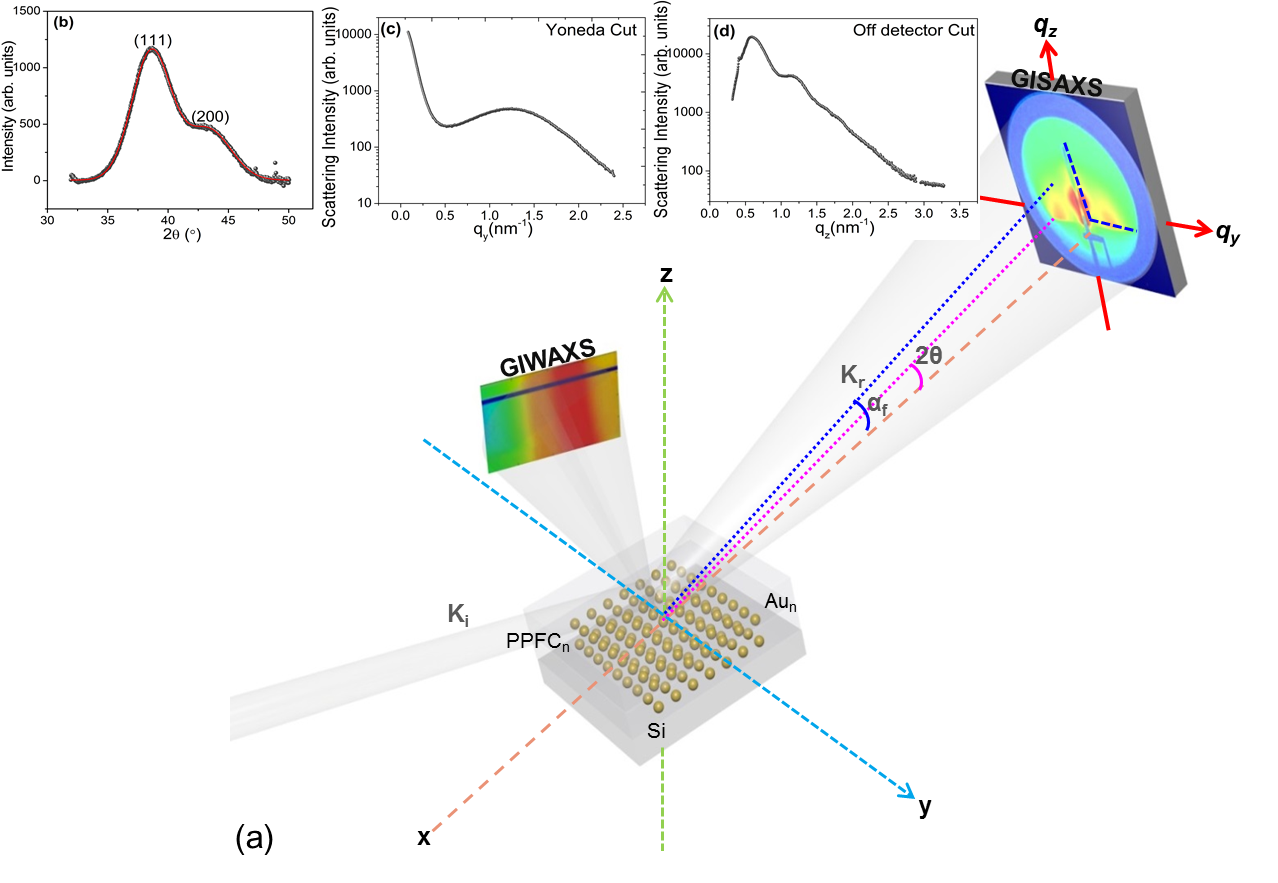 (b)
Intensity (arb. units)
1500
1000
500
0
(111)
(200)
30
35
40
45
50
2θ (°)
(c)
Yoneda Cut
Scattering Intensity (arb. units)
10000
1000
100
10
0.0
0.5
1.0
1.5
2.0
2.5
qy(nm-1)
(d)
Off detector Cut
Scattering Intensity (arb. units)
10000
1000
100
0.0
0.5
1.0
1.5
2.0
2.5
3.0
3.5
qz(nm-1)
qz
GISAXS
qy
z
GIWAXS
2θ
Kr
αf
Ki
Aun
PPFCn
Si
x
y
(a)